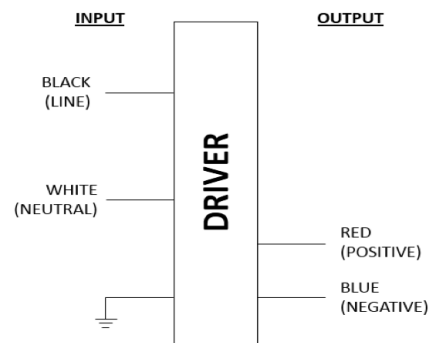 INPUT
OUTPUT
BLACK
(LINE)
WHITE
(NEUTRAL)
DRIVER
RED
(POSITIVE)
BLUE
(NEGATIVE)